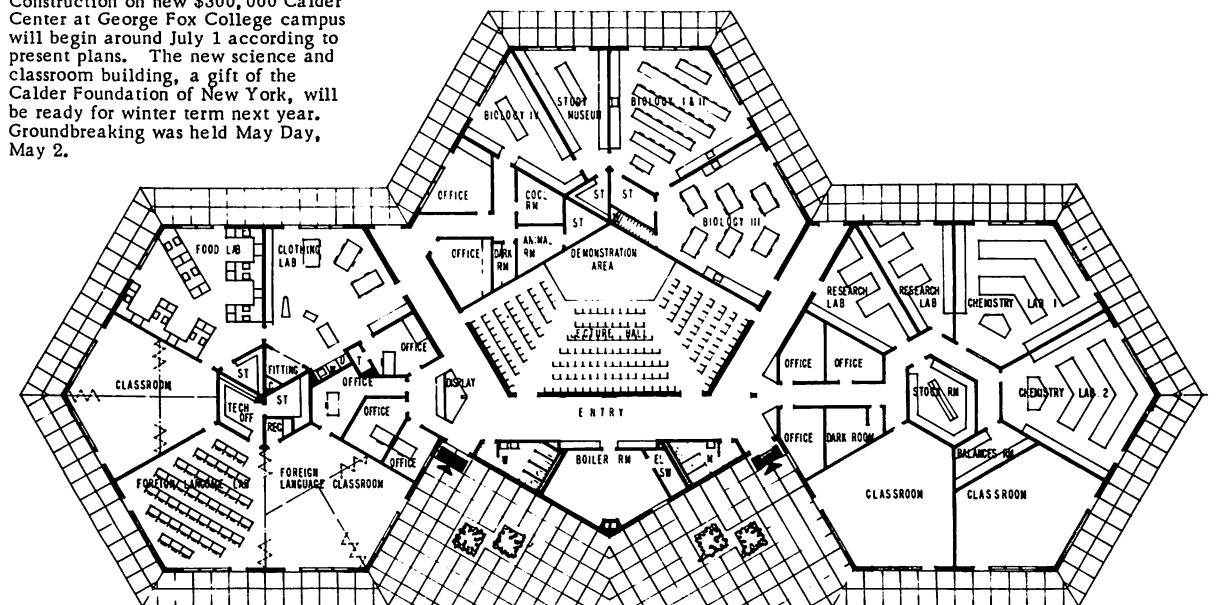 Construction on new $300,000 Calder
Center at George Fox College campus
will begin around July 1 according to
present plans. The new science and
classroom building, a gift of the
Calder Foundation of New York, will
be ready for winter term next year.
Groundbreaking was held May Day,
May 2.
BIOLOGY IV
STUDY
MUSEUM
BIOLOGY I & II
OFFICE
COOL
RM
ST
ST
ST
BIOLOGY III
OFFICE
DARK
RM
ANIMAL
RM
DEMONSTRATION
AREA
LECTURE HALL
FOOD LAB
CLOTHING
LAB
RESEARCH
LAB
RESEARCH
LAB
CHEMISTRY LAB 1
CLASSROOM
ST
FITTING
ST
T
OFFICE
OFFICE
DISPLAY
OFFICE
OFFICE
STOCK RM
CHEMISTRY LAB 2
TECH
OFF
REC
OFFICE
OFFICE
ENTRY
OFFICE
DARK ROOM
BALANCES RM
W
BOILER RM
EL
SW
M
FOREIGN LANGUAGE LAB
FOREIGN
LANGUAGE CLASSROOM
CLASSROOM
CLASSROOM